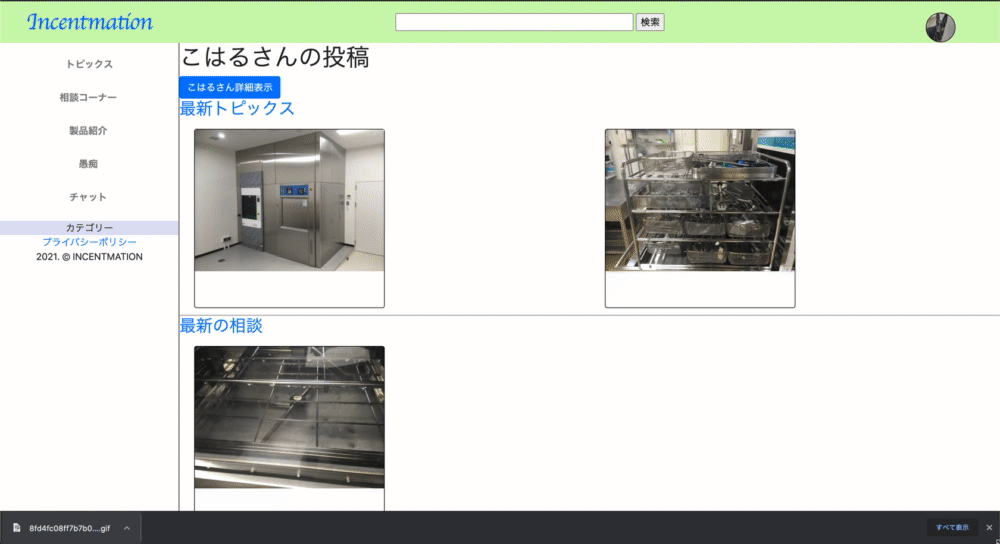 Incentmation
検索
トピックス
相談コーナー
製品紹介
愚痴
チャット
カテゴリー
プライバシーポリシー
2021. © INCENTMATION
こはるさんの投稿
こはるさん詳細表示
最新トピックス
最新の相談
8fd4fc08ff7b7b0....gif
すべて表示